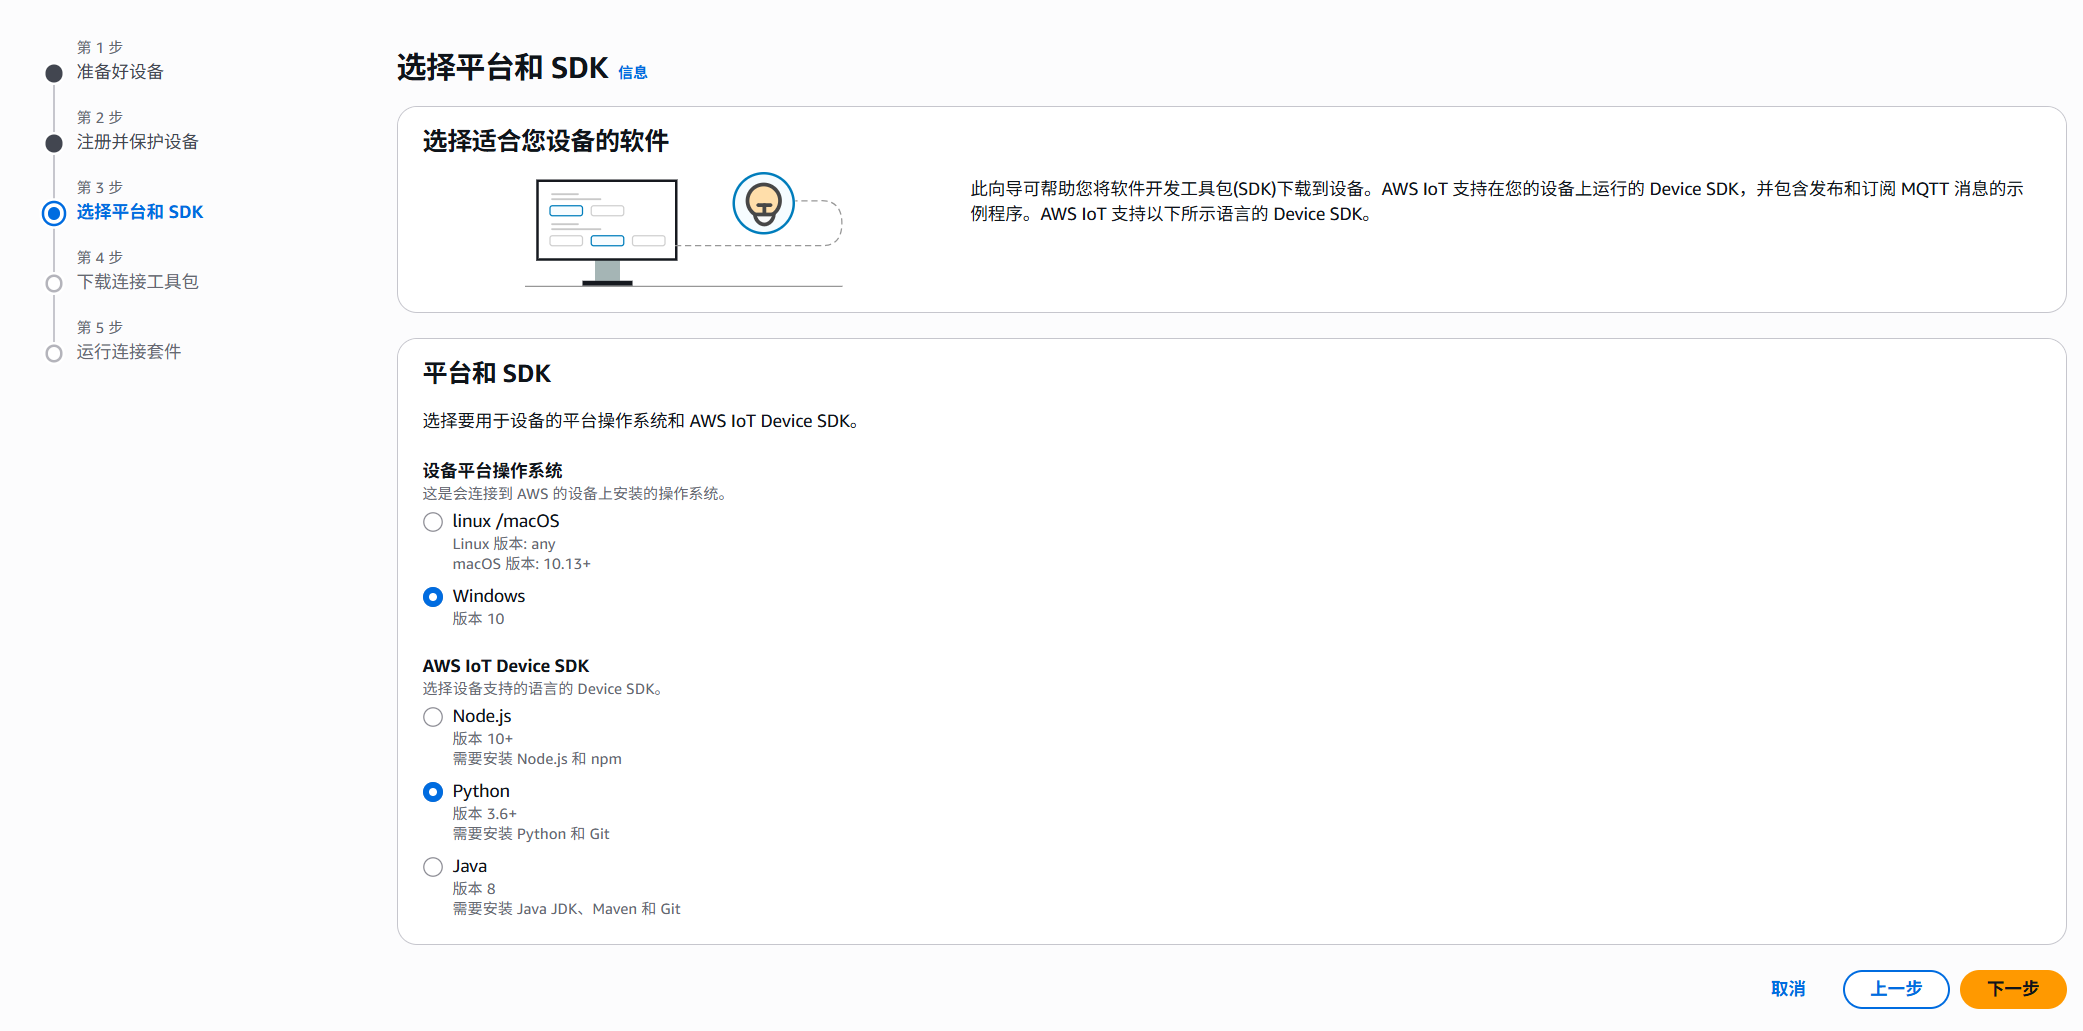 第 1 步
准备好设备
第 2 步
注册并保护设备
第 3 步
选择平台和 SDK
第 4 步
下载连接工具包
第 5 步
运行连接套件
选择平台和 SDK 信息
选择适合您设备的软件
此向导可帮助您将软件开发工具包(SDK)下载到设备。AWS IoT 支持在您的设备上运行的 Device SDK，并包含发布和订阅 MQTT 消息的示
例程序。AWS IoT 支持以下所示语言的 Device SDK。
平台和 SDK
选择要用于设备的平台操作系统和 AWS IoT Device SDK。
设备平台操作系统
这是会连接到 AWS 的设备上安装的操作系统。
linux /macOS
Linux 版本: any
macOS 版本: 10.13+
Windows
版本 10
AWS IoT Device SDK
选择设备支持的语言的 Device SDK。
Node.js
版本 10+
需要安装 Node.js 和 npm
Python
版本 3.6+
需要安装 Python 和 Git
Java
版本 8
需要安装 Java JDK、Maven 和 Git
取消 上一步 下一步